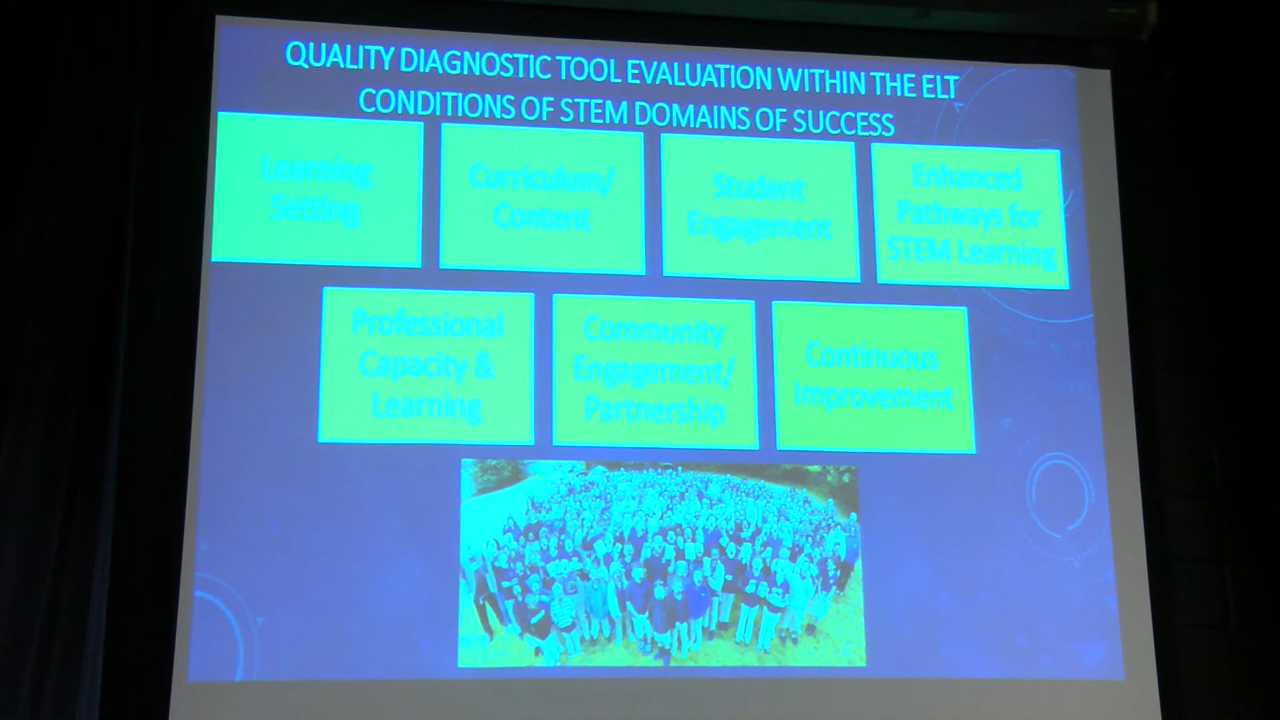 QUALITY DIAGNOSTIC TOOL EVALUATION WITHIN THE ELT
CONDITIONS OF STEM DOMAINS OF SUCCESS
Learning
Setting
Curriculum/
Content
Student
Engagement
Enhanced
Pathways for
STEM Learning
Professional
Capacity &
Learning
Community
Engagement/
Partnership
Continuous
Improvement